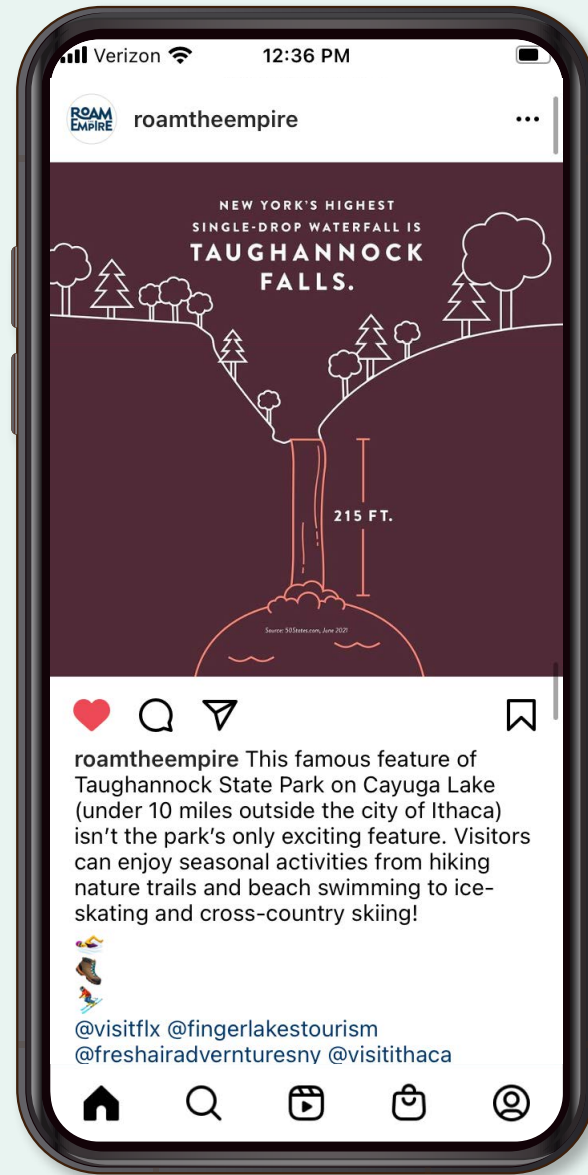 Verizon
12:36 PM
ROAM
THE
EMPIRE
roamtheempire
NEW YORK'S HIGHEST
SINGLE-DROP WATERFALL IS
TAUGHANNOCK
FALLS.
215 FT.
Source: 50States.com, June 2021
roamtheempire This famous feature of
Taughannock State Park on Cayuga Lake
(under 10 miles outside the city of Ithaca)
isn't the park's only exciting feature. Visitors
can enjoy seasonal activities from hiking
nature trails and beach swimming to ice-
skating and cross-country skiing!
@visitflx @fingerlakestourism
@freshairadvernturesny @visitithaca